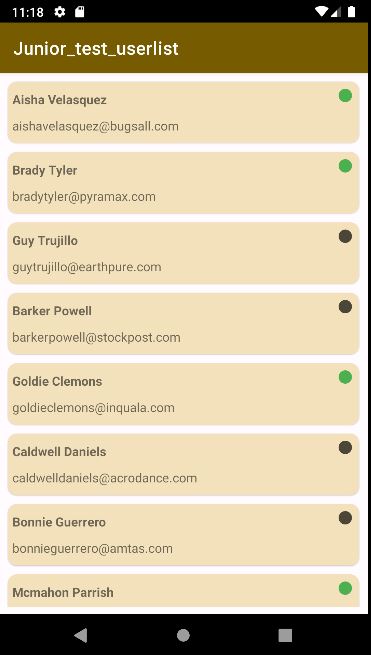 11:18
Junior_test_userlist
Aisha Velasquez
aishavelasquez@bugsall.com
Brady Tyler
bradytyler@pyramax.com
Guy Trujillo
guytrujillo@earthpure.com
Barker Powell
barkerpowell@stockpost.com
Goldie Clemons
goldieclemons@inquala.com
Caldwell Daniels
caldwelldaniels@acrodance.com
Bonnie Guerrero
bonnieguerrero@amtas.com
Mcmahon Parrish